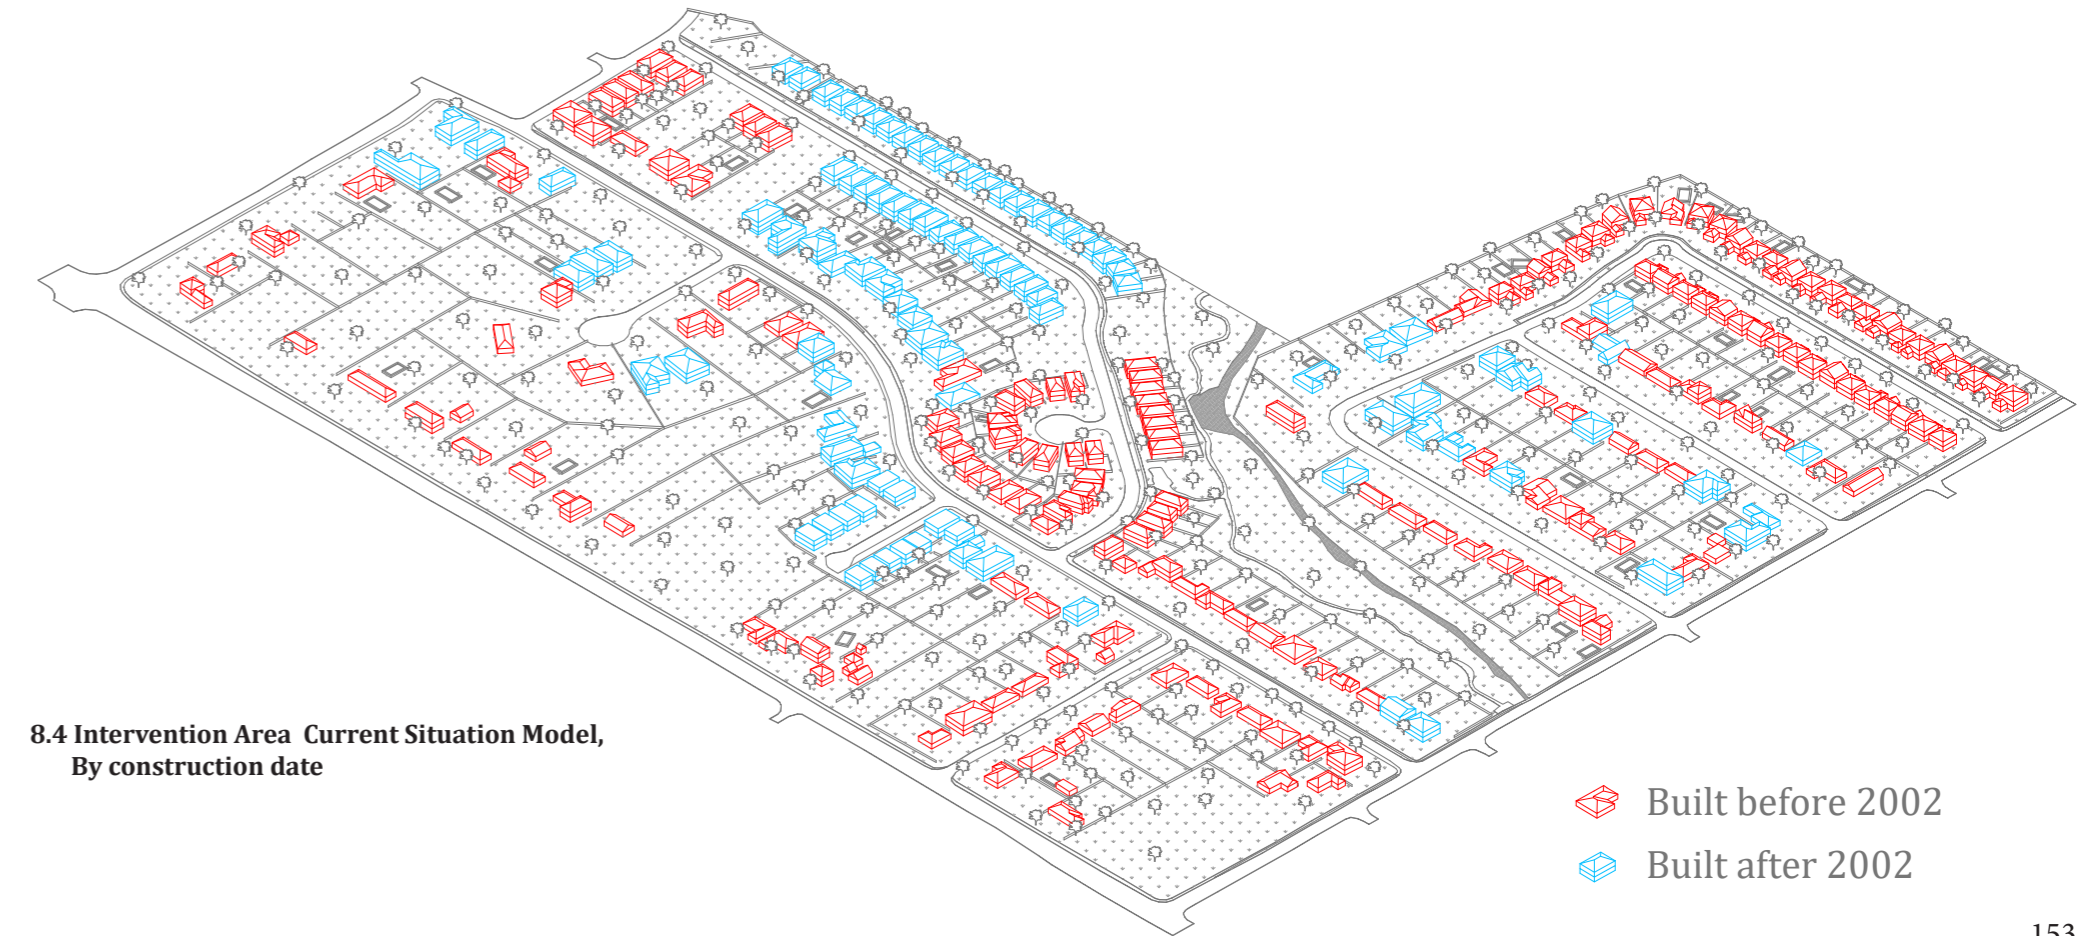 8.4 Intervention Area Current Situation Model,
By construction date
Built before 2002
Built after 2002
153